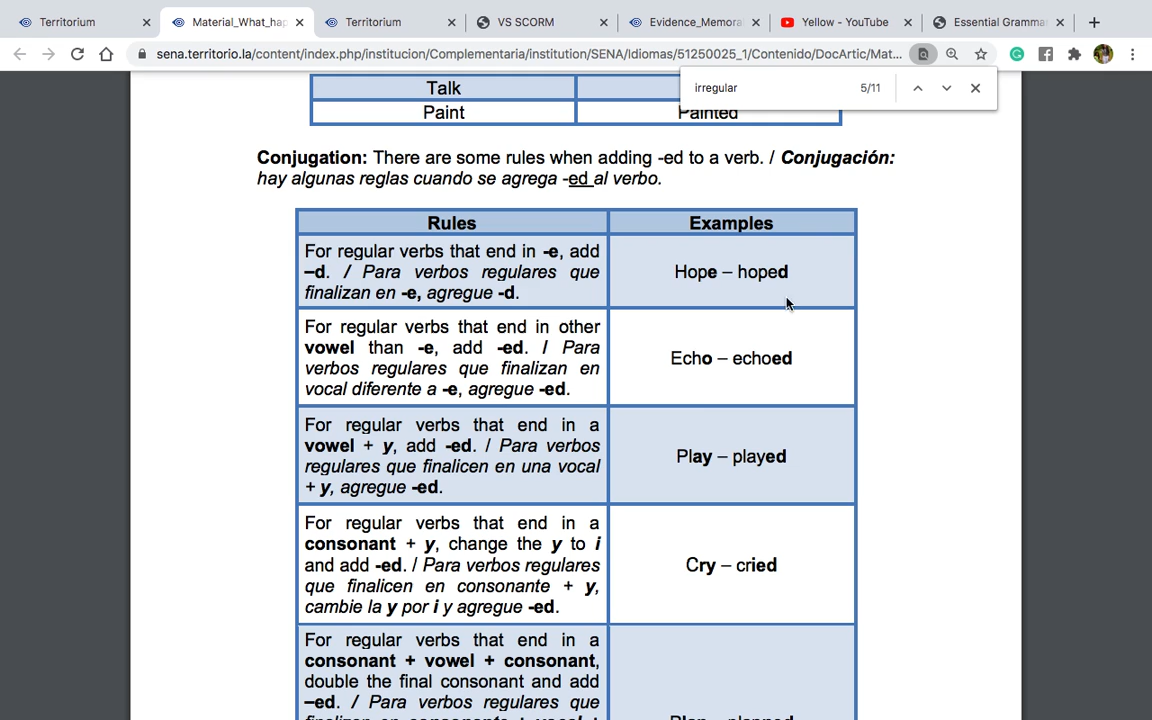 Territorium
Material_What_hap
Territorium
VS SCORM
Evidence_Memora
Yellow - YouTube
Essential Gramma
sena.territorio.la/content/index.php/institucion/Complementaria/institution/SENA/Idiomas/51250025_1/Contenido/DocArtic/Mat...
irregular 5/11
Talk
Paint Painted
Conjugation: There are some rules when adding -ed to a verb. / Conjugación:
hay algunas reglas cuando se agrega -ed al verbo.
Rules Examples
For regular verbs that end in -e, add
–d. / Para verbos regulares que
finalizan en -e, agregue -d.
Hope – hoped
For regular verbs that end in other
vowel than -e, add -ed. / Para
verbos regulares que finalizan en
vocal diferente a -e, agregue -ed.
Echo – echoed
For regular verbs that end in a
vowel + y, add -ed. / Para verbos
regulares que finalicen en una vocal
+ y, agregue -ed.
Play – played
For regular verbs that end in a
consonant + y, change the y to i
and add -ed. / Para verbos regulares
que finalicen en consonante + y,
cambie la y por i y agregue -ed.
Cry – cried
For regular verbs that end in a
consonant + vowel + consonant,
double the final consonant and add
–ed. / Para verbos regulares que
finalizan en consonante + vocal +
Plan – planned